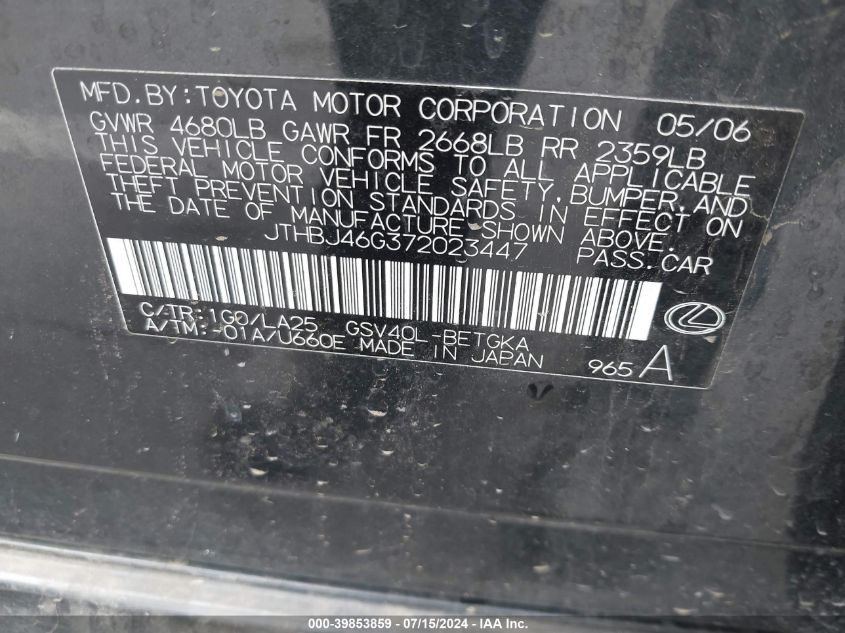 MFD.BY:TOYOTA MOTOR CORPORATION 05/06
GVWR 4680LB GAWR FR 2668LB RR 2359LB
THIS VEHICLE CONFORMS TO ALL APPLICABLE
FEDERAL MOTOR VEHICLE SAFETY,BUMPER,AND
THEFT PREVENTION STANDARDS IN EFFECT ON
THE DATE OF MANUFACTURE SHOWN ABOVE.
JTHBJ46G372023447 PASS.CAR
C/TR:1G0/LA25 GSV40L-BETGKA
A/TM:-01A/U660E MADE IN JAPAN 965 A
000-39853859 - 07/15/2024 - IAA Inc.